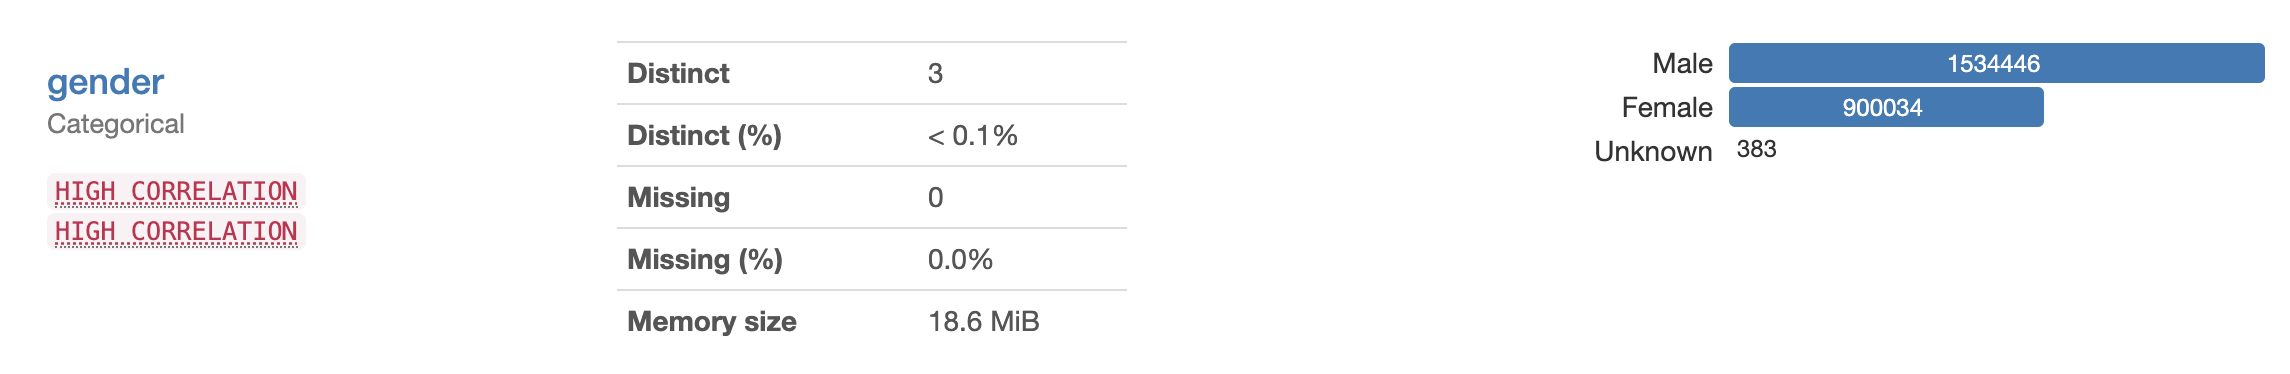 gender
Categorical
HIGH CORRELATION
HIGH CORRELATION
Distinct 3
Distinct (%) < 0.1%
Missing 0
Missing (%) 0.0%
Memory size 18.6 MiB
Male 1534446
Female 900034
Unknown 383